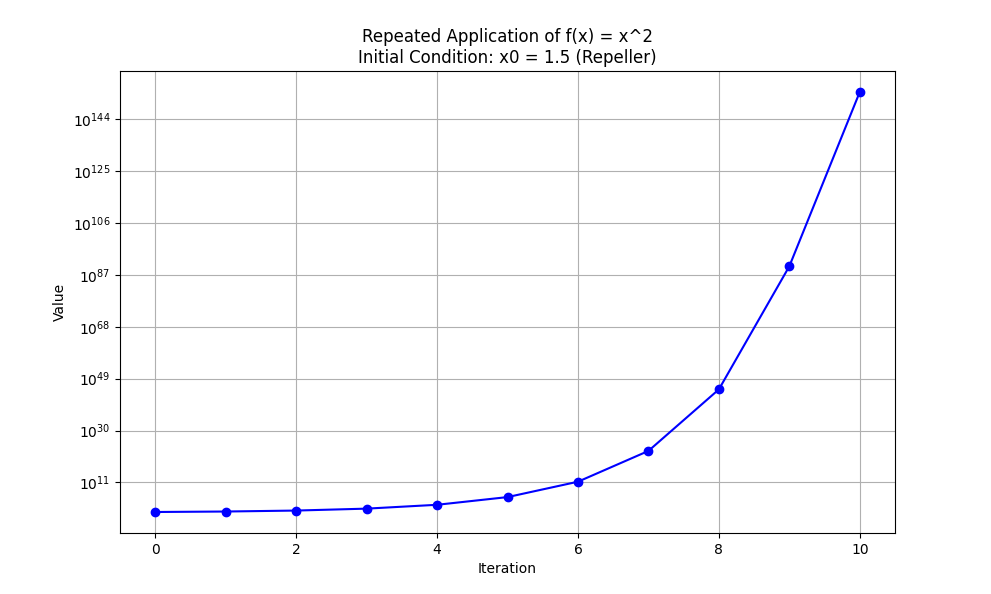 Repeated Application of f(x) = x^2
Initial Condition: x0 = 1.5 (Repeller)
10^144
10^125
10^106
10^87
10^68
10^49
10^30
10^11
Value
0 2 4 6 8 10
Iteration